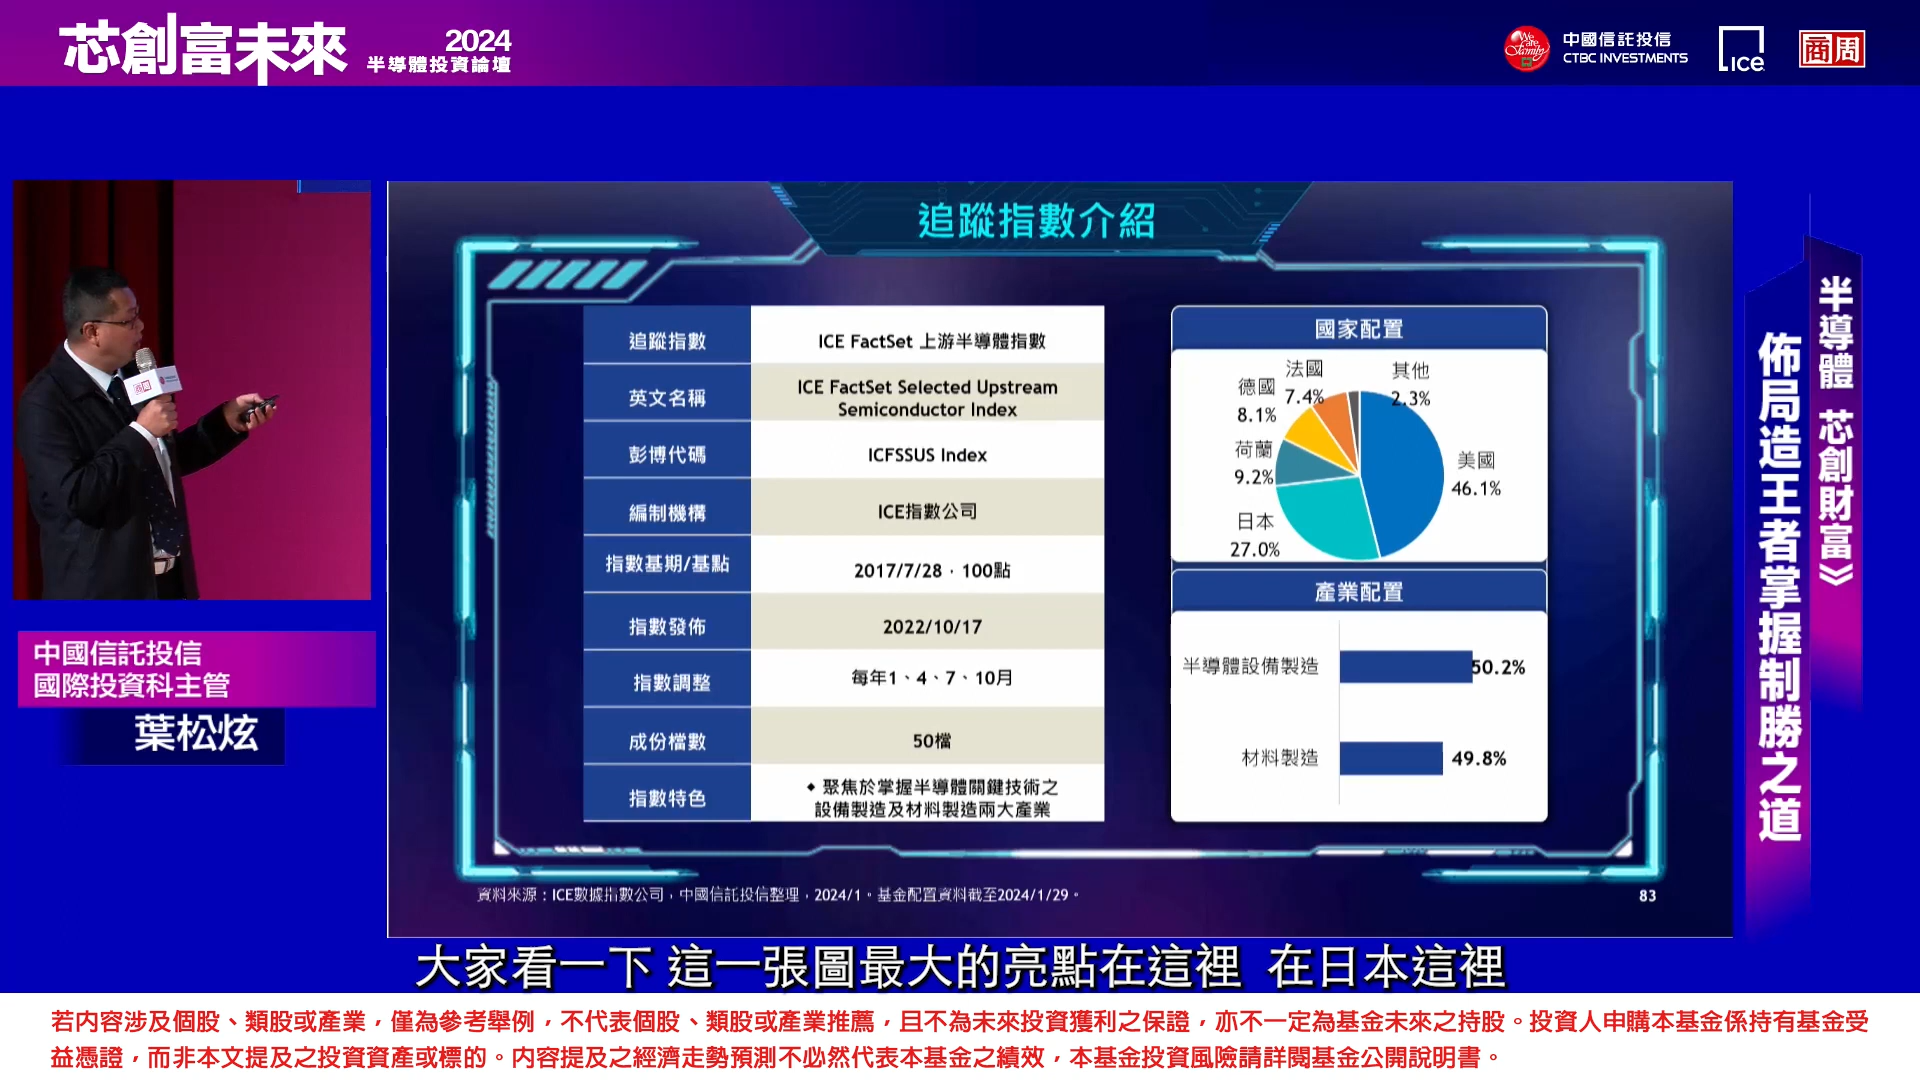 芯創富未來
2024
半導體投資論壇
We are Family
中國信託投信
CTBC INVESTMENTS
ice
商周
追蹤指數介紹
追蹤指數
ICE FactSet 上游半導體指數
英文名稱
ICE FactSet Selected Upstream
Semiconductor Index
彭博代碼
ICFSSUS Index
編制機構
ICE指數公司
指數基期/基點
2017/7/28,100點
指數發佈
2022/10/17
指數調整
每年1、4、7、10月
成份檔數
50檔
指數特色
◆ 聚焦於掌握半導體關鍵技術之
設備製造及材料製造兩大產業
國家配置
法國
7.4%
其他
2.3%
德國
8.1%
荷蘭
9.2%
美國
46.1%
日本
27.0%
產業配置
半導體設備製造
50.2%
材料製造
49.8%
資料來源:ICE數據指數公司,中國信託投信整理,2024/1。基金配置資料截至2024/1/29。
83
商周
中國信託投信
國際投資科主管
葉松炫
半導體 芯創財富》
佈局造王者掌握制勝之道
大家看一下 這一張圖最大的亮點在這裡 在日本這裡
若內容涉及個股、類股或產業,僅為參考舉例,不代表個股、類股或產業推薦,且不為未來投資獲利之保證,亦不一定為基金未來之持股。投資人申購本基金係持有基金受
益憑證,而非本文提及之投資資產或標的。內容提及之經濟走勢預測不必然代表本基金之績效,本基金投資風險請詳閱基金公開說明書。